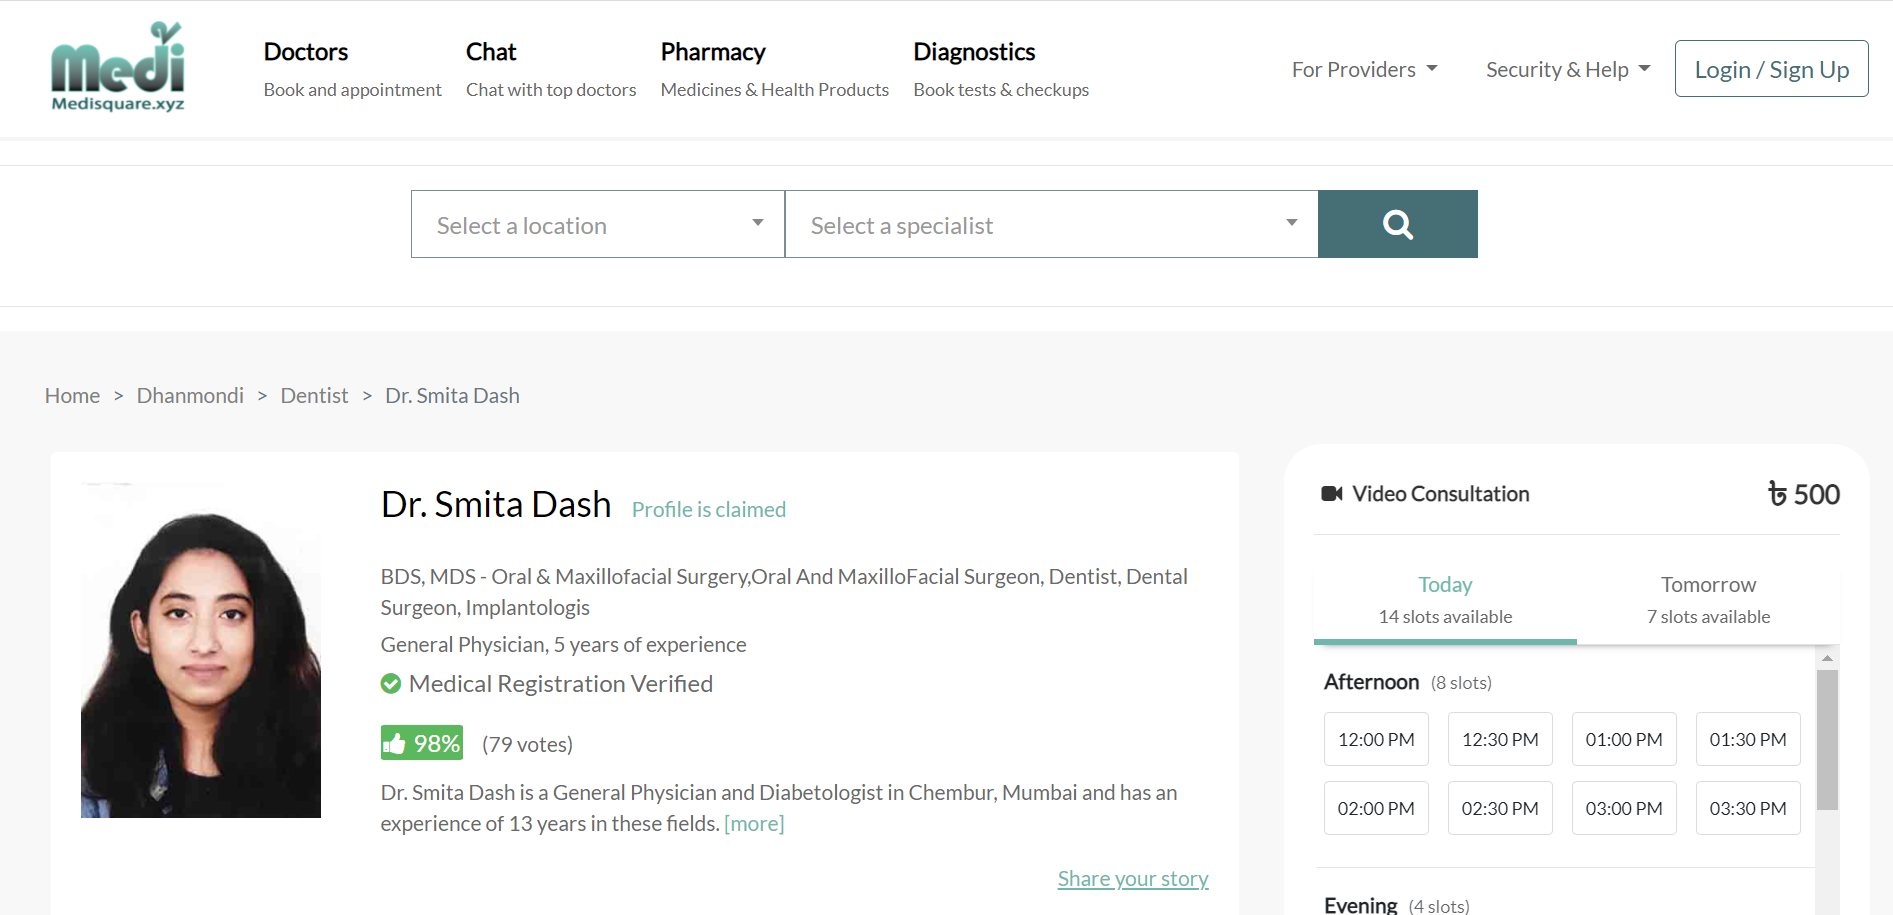 Medi
Medisquare.xyz
Doctors
Book and appointment
Chat
Chat with top doctors
Pharmacy
Medicines & Health Products
Diagnostics
Book tests & checkups
For Providers
Security & Help
Login / Sign Up
Select a location
Select a specialist
Home > Dhanmondi > Dentist > Dr. Smita Dash
Dr. Smita Dash Profile is claimed
BDS, MDS - Oral & Maxillofacial Surgery,Oral And MaxilloFacial Surgeon, Dentist, Dental
Surgeon, Implantologis
General Physician, 5 years of experience
Medical Registration Verified
98% (79 votes)
Dr. Smita Dash is a General Physician and Diabetologist in Chembur, Mumbai and has an
experience of 13 years in these fields. [more]
Share your story
Video Consultation ৳ 500
Today
14 slots available
Tomorrow
7 slots available
Afternoon (8 slots)
12:00 PM 12:30 PM 01:00 PM 01:30 PM
02:00 PM 02:30 PM 03:00 PM 03:30 PM
Evening (4 slots)